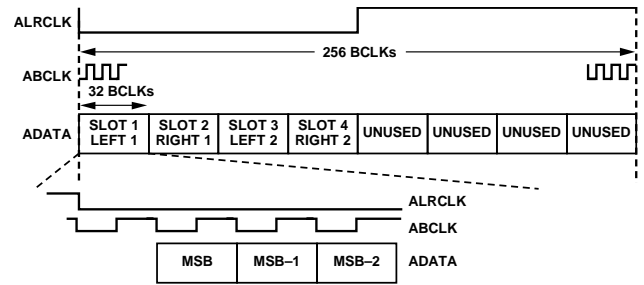 ALRCLK
256 BCLKs
ABCLK
32 BCLKs
ADATA
SLOT 1 LEFT 1
SLOT 2 RIGHT 1
SLOT 3 LEFT 2
SLOT 4 RIGHT 2
UNUSED
UNUSED
UNUSED
UNUSED
ALRCLK
ABCLK
MSB
MSB–1
MSB–2
ADATA